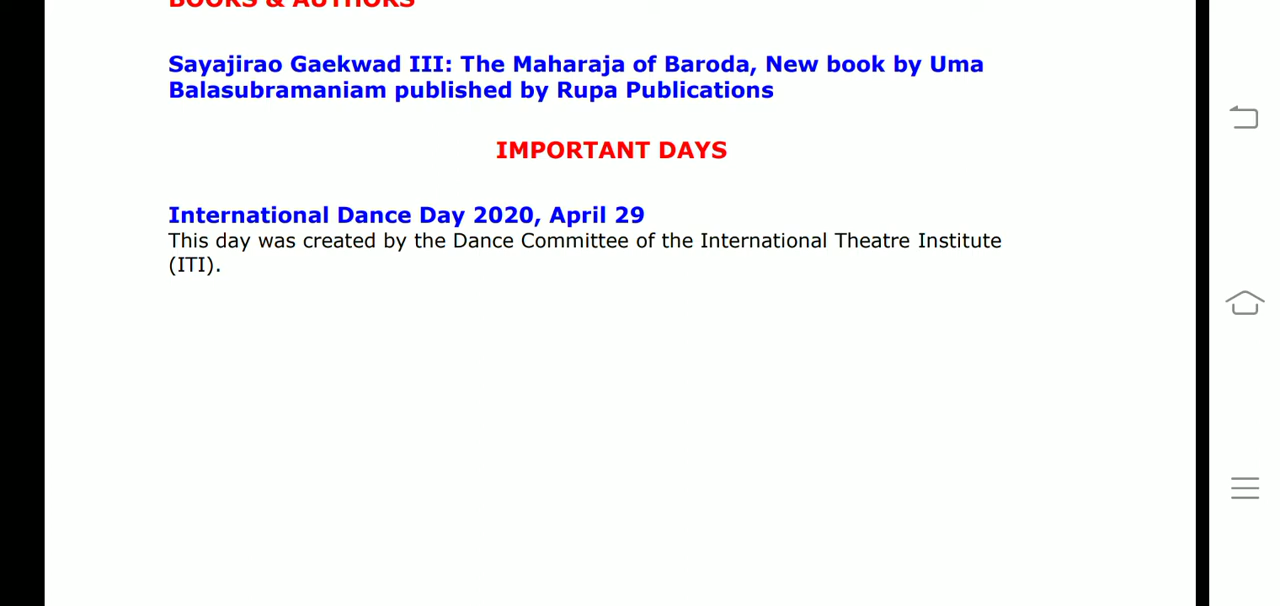 BOOKS & AUTHORS
Sayajirao Gaekwad III: The Maharaja of Baroda, New book by Uma
Balasubramaniam published by Rupa Publications
IMPORTANT DAYS
International Dance Day 2020, April 29
This day was created by the Dance Committee of the International Theatre Institute
(ITI).